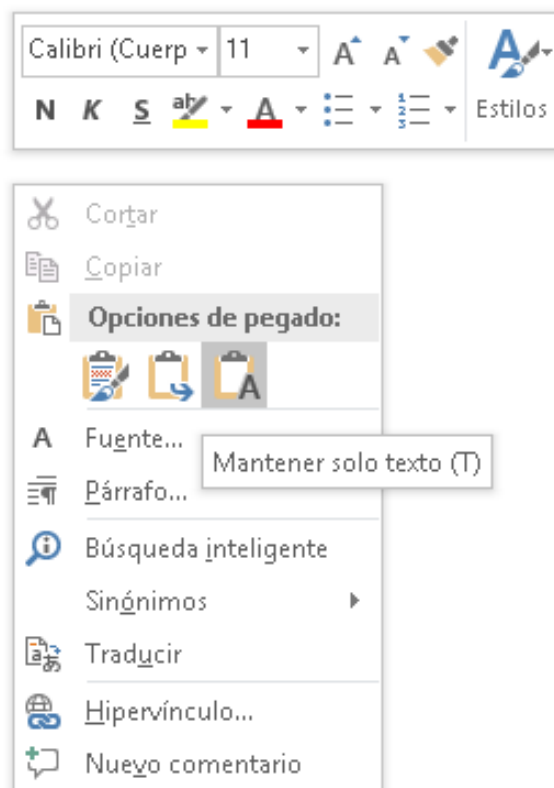 Calibri (Cuerp 11 A A A
N K S ab A Estilos
Cortar
Copiar
Opciones de pegado:
A
A Fuente...
Mantener solo texto (T)
Párrafo...
Búsqueda inteligente
Sinónimos
Traducir
Hipervínculo...
Nuevo comentario